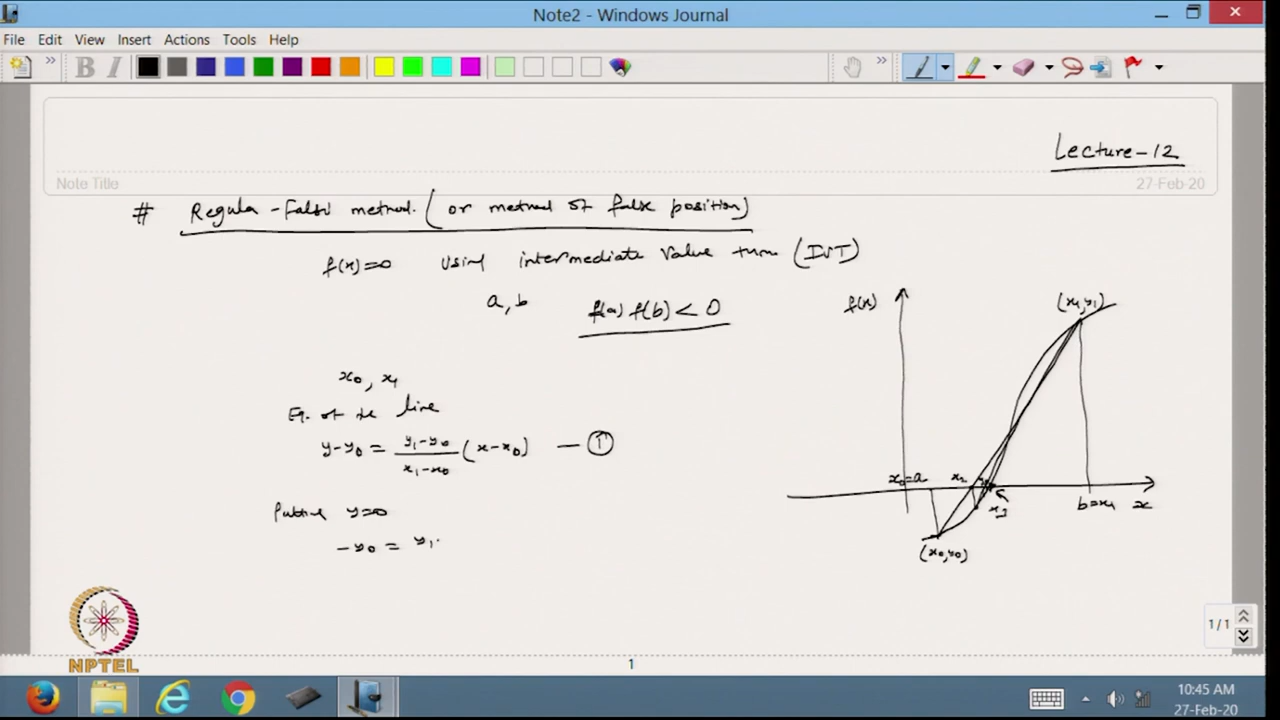 Note2 - Windows Journal
File Edit View Insert Actions Tools Help
Lecture-12
Note Title
27-Feb-20
# Regula-Falsi method. (or method of false position)
f(x)=0 using intermediate value thm (IVT)
a, b f(a) f(b) < 0
x₀, x₁
Eq. of the line
y-y₀ = (y₁-y₀)/(x₁-x₀) (x-x₀) — ①
Putting y=0
-y₀ = y₁-
f(x)
(x₁,y₁)
x₀=a x₂
x₃ b=x₁ x
(x₀,y₀)
NPTEL
1/1
1
10:45 AM
27-Feb-20